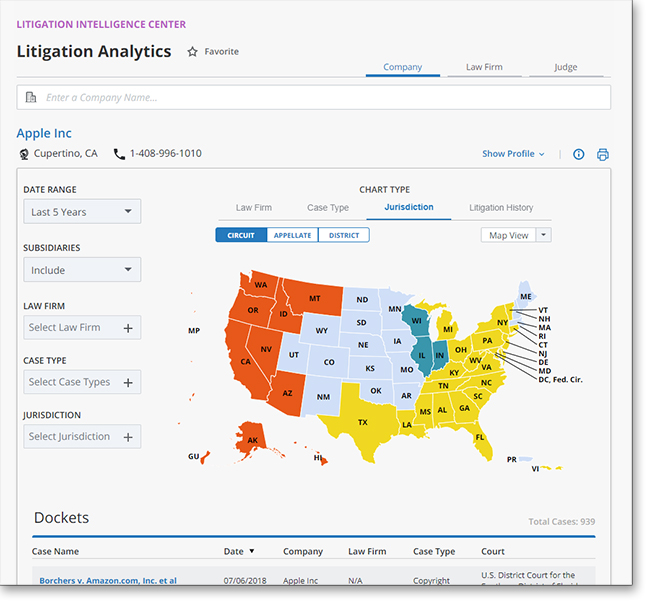 LITIGATION INTELLIGENCE CENTER
Litigation Analytics Favorite
Company Law Firm Judge
Enter a Company Name...
Apple Inc
Cupertino, CA 1-408-996-1010 Show Profile
DATE RANGE
Last 5 Years
SUBSIDIARIES
Include
LAW FIRM
Select Law Firm
CASE TYPE
Select Case Types
JURISDICTION
Select Jurisdiction
CHART TYPE
Law Firm Case Type Jurisdiction Litigation History
CIRCUIT APPELLATE DISTRICT Map View
WA MT ND MN ME
OR ID SD WI NY VT
MP WY MI NH
NE IA PA MA
NV RI
CA UT CO IL IN OH CT
KS MO WV VA NJ
KY DE
AZ NM OK AR TN NC MD
SC DC, Fed. Cir.
TX LA MS AL GA
AK FL
GU HI PR VI
Dockets Total Cases: 939
Case Name Date Company Law Firm Case Type Court
Borchers v. Amazon.com, Inc. et al 07/06/2018 Apple Inc N/A Copyright U.S. District Court for the